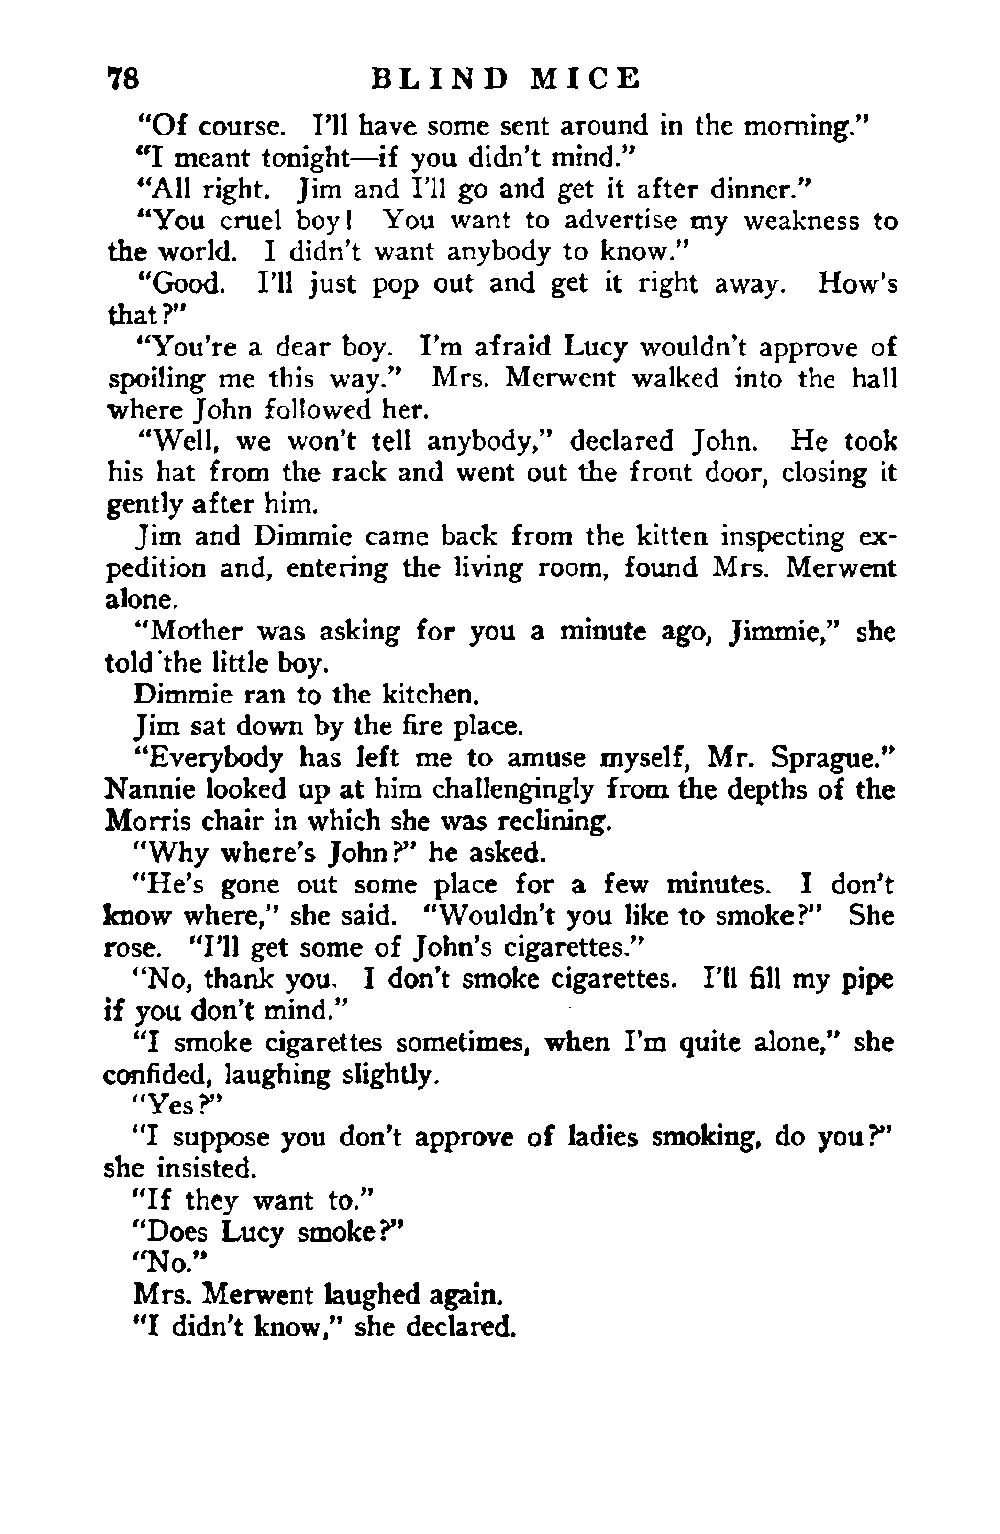 78 BLIND MICE
“Of course. I’ll have some sent around in the morning.”
“I meant tonight—if you didn’t mind.”
“All right. Jim and I’ll go and get it after dinner.”
“You cruel boy! You want to advertise my weakness to
the world. I didn’t want anybody to know.”
“Good. I’ll just pop out and get it right away. How’s
that?”
“You’re a dear boy. I’m afraid Lucy wouldn’t approve of
spoiling me this way.” Mrs. Merwent walked into the hall
where John followed her.
“Well, we won’t tell anybody,” declared John. He took
his hat from the rack and went out the front door, closing it
gently after him.
Jim and Dimmie came back from the kitten inspecting ex-
pedition and, entering the living room, found Mrs. Merwent
alone.
“Mother was asking for you a minute ago, Jimmie,” she
told the little boy.
Dimmie ran to the kitchen.
Jim sat down by the fire place.
“Everybody has left me to amuse myself, Mr. Sprague.”
Nannie looked up at him challengingly from the depths of the
Morris chair in which she was reclining.
“Why where’s John?” he asked.
“He’s gone out some place for a few minutes. I don’t
know where,” she said. “Wouldn’t you like to smoke?” She
rose. “I’ll get some of John’s cigarettes.”
“No, thank you. I don’t smoke cigarettes. I’ll fill my pipe
if you don’t mind.”
“I smoke cigarettes sometimes, when I’m quite alone,” she
confided, laughing slightly.
“Yes?”
“I suppose you don’t approve of ladies smoking, do you?”
she insisted.
“If they want to.”
“Does Lucy smoke?”
“No.”
Mrs. Merwent laughed again.
“I didn’t know,” she declared.